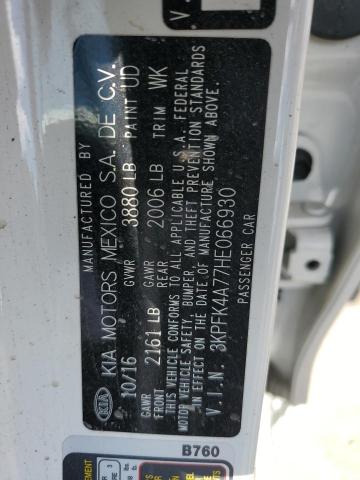 MANUFACTURED BY
KIA KIA MOTORS MEXICO S.A. DE C.V.
10/16 GVWR 3880 LB PAINT UD
GAWR FRONT 2161 LB GAWR REAR 2006 LB TRIM WK
THIS VEHICLE CONFORMS TO ALL APPLICABLE U.S.A. FEDERAL
MOTOR VEHICLE SAFETY, BUMPER, AND THEFT PREVENTION STANDARDS
IN EFFECT ON THE DATE OF MANUFACTURE SHOWN ABOVE.
V.I.N. 3KPFK4A77HE086930
PASSENGER CAR
B760